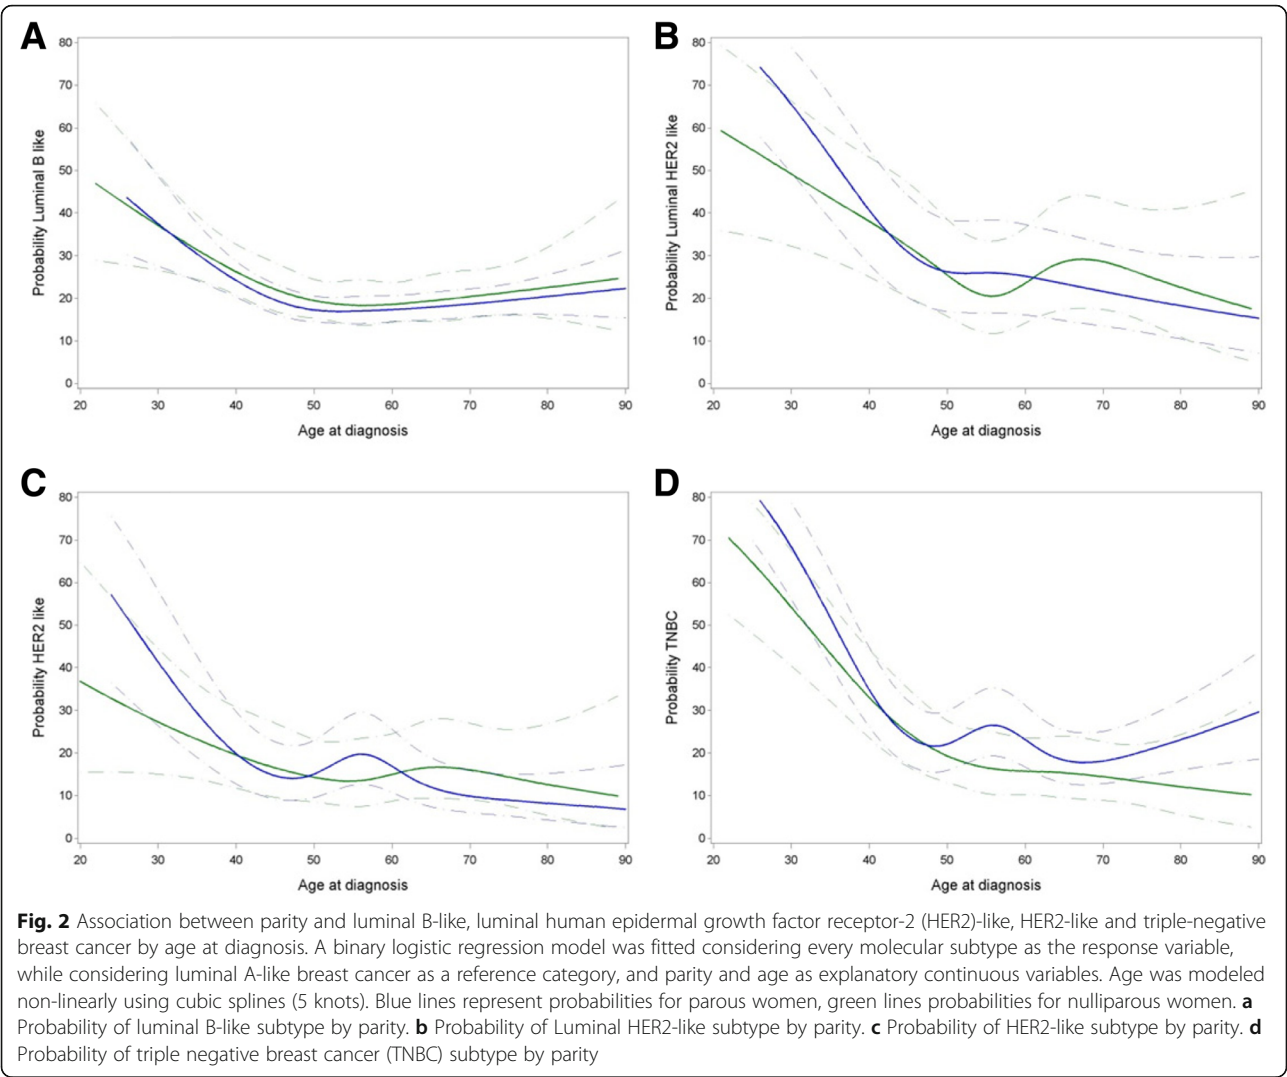 A
B
80
70
60
50
40
30
20
10
0
Probability Luminal B like
20 30 40 50 60 70 80 90
Age at diagnosis
80
70
60
50
40
30
20
10
0
Probability Luminal HER2 like
20 30 40 50 60 70 80 90
Age at diagnosis
C
D
80
70
60
50
40
30
20
10
0
Probability HER2 like
20 30 40 50 60 70 80 90
Age at diagnosis
80
70
60
50
40
30
20
10
0
Probability TNBC
20 30 40 50 60 70 80 90
Age at diagnosis
Fig. 2 Association between parity and luminal B-like, luminal human epidermal growth factor receptor-2 (HER2)-like, HER2-like and triple-negative
breast cancer by age at diagnosis. A binary logistic regression model was fitted considering every molecular subtype as the response variable,
while considering luminal A-like breast cancer as a reference category, and parity and age as explanatory continuous variables. Age was modeled
non-linearly using cubic splines (5 knots). Blue lines represent probabilities for parous women, green lines probabilities for nulliparous women. a
Probability of luminal B-like subtype by parity. b Probability of Luminal HER2-like subtype by parity. c Probability of HER2-like subtype by parity. d
Probability of triple negative breast cancer (TNBC) subtype by parity